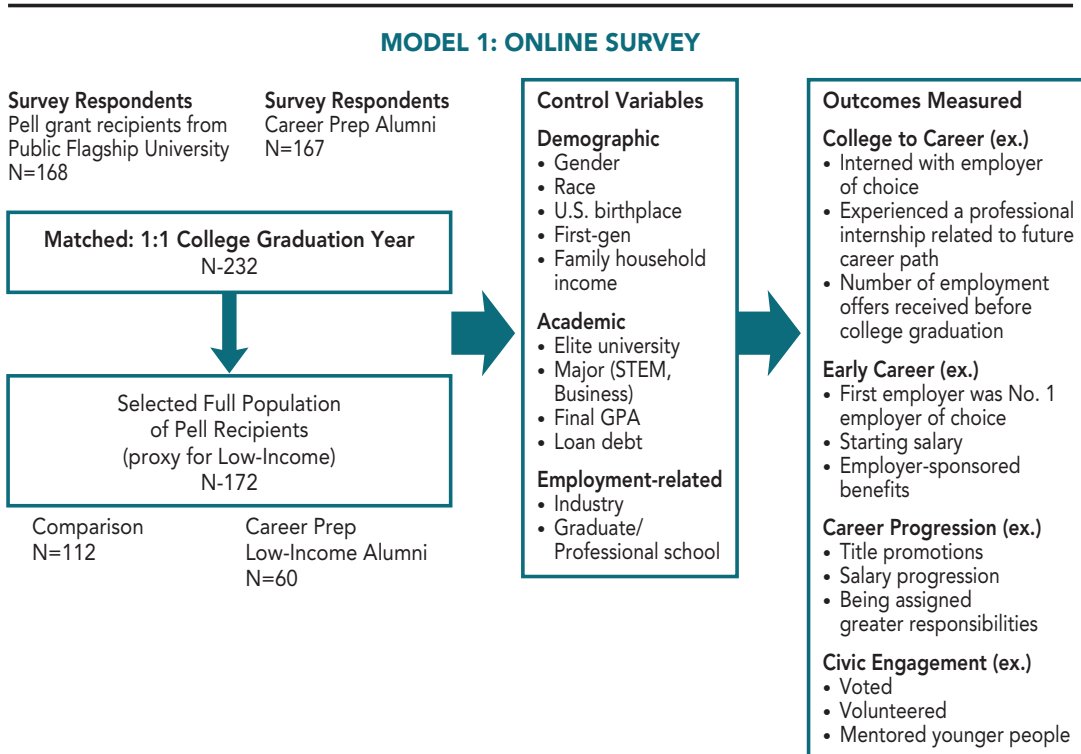 MODEL 1: ONLINE SURVEY
Survey Respondents
Pell grant recipients from
Public Flagship University
N=168
Survey Respondents
Career Prep Alumni
N=167
Matched: 1:1 College Graduation Year
N-232
Selected Full Population
of Pell Recipients
(proxy for Low-Income)
N-172
Comparison
N=112
Career Prep
Low-Income Alumni
N=60
Control Variables
Demographic
• Gender
• Race
• U.S. birthplace
• First-gen
• Family household
income
Academic
• Elite university
• Major (STEM,
Business)
• Final GPA
• Loan debt
Employment-related
• Industry
• Graduate/
Professional school
Outcomes Measured
College to Career (ex.)
• Interned with employer
of choice
• Experienced a professional
internship related to future
career path
• Number of employment
offers received before
college graduation
Early Career (ex.)
• First employer was No. 1
employer of choice
• Starting salary
• Employer-sponsored
benefits
Career Progression (ex.)
• Title promotions
• Salary progression
• Being assigned
greater responsibilities
Civic Engagement (ex.)
• Voted
• Volunteered
• Mentored younger people